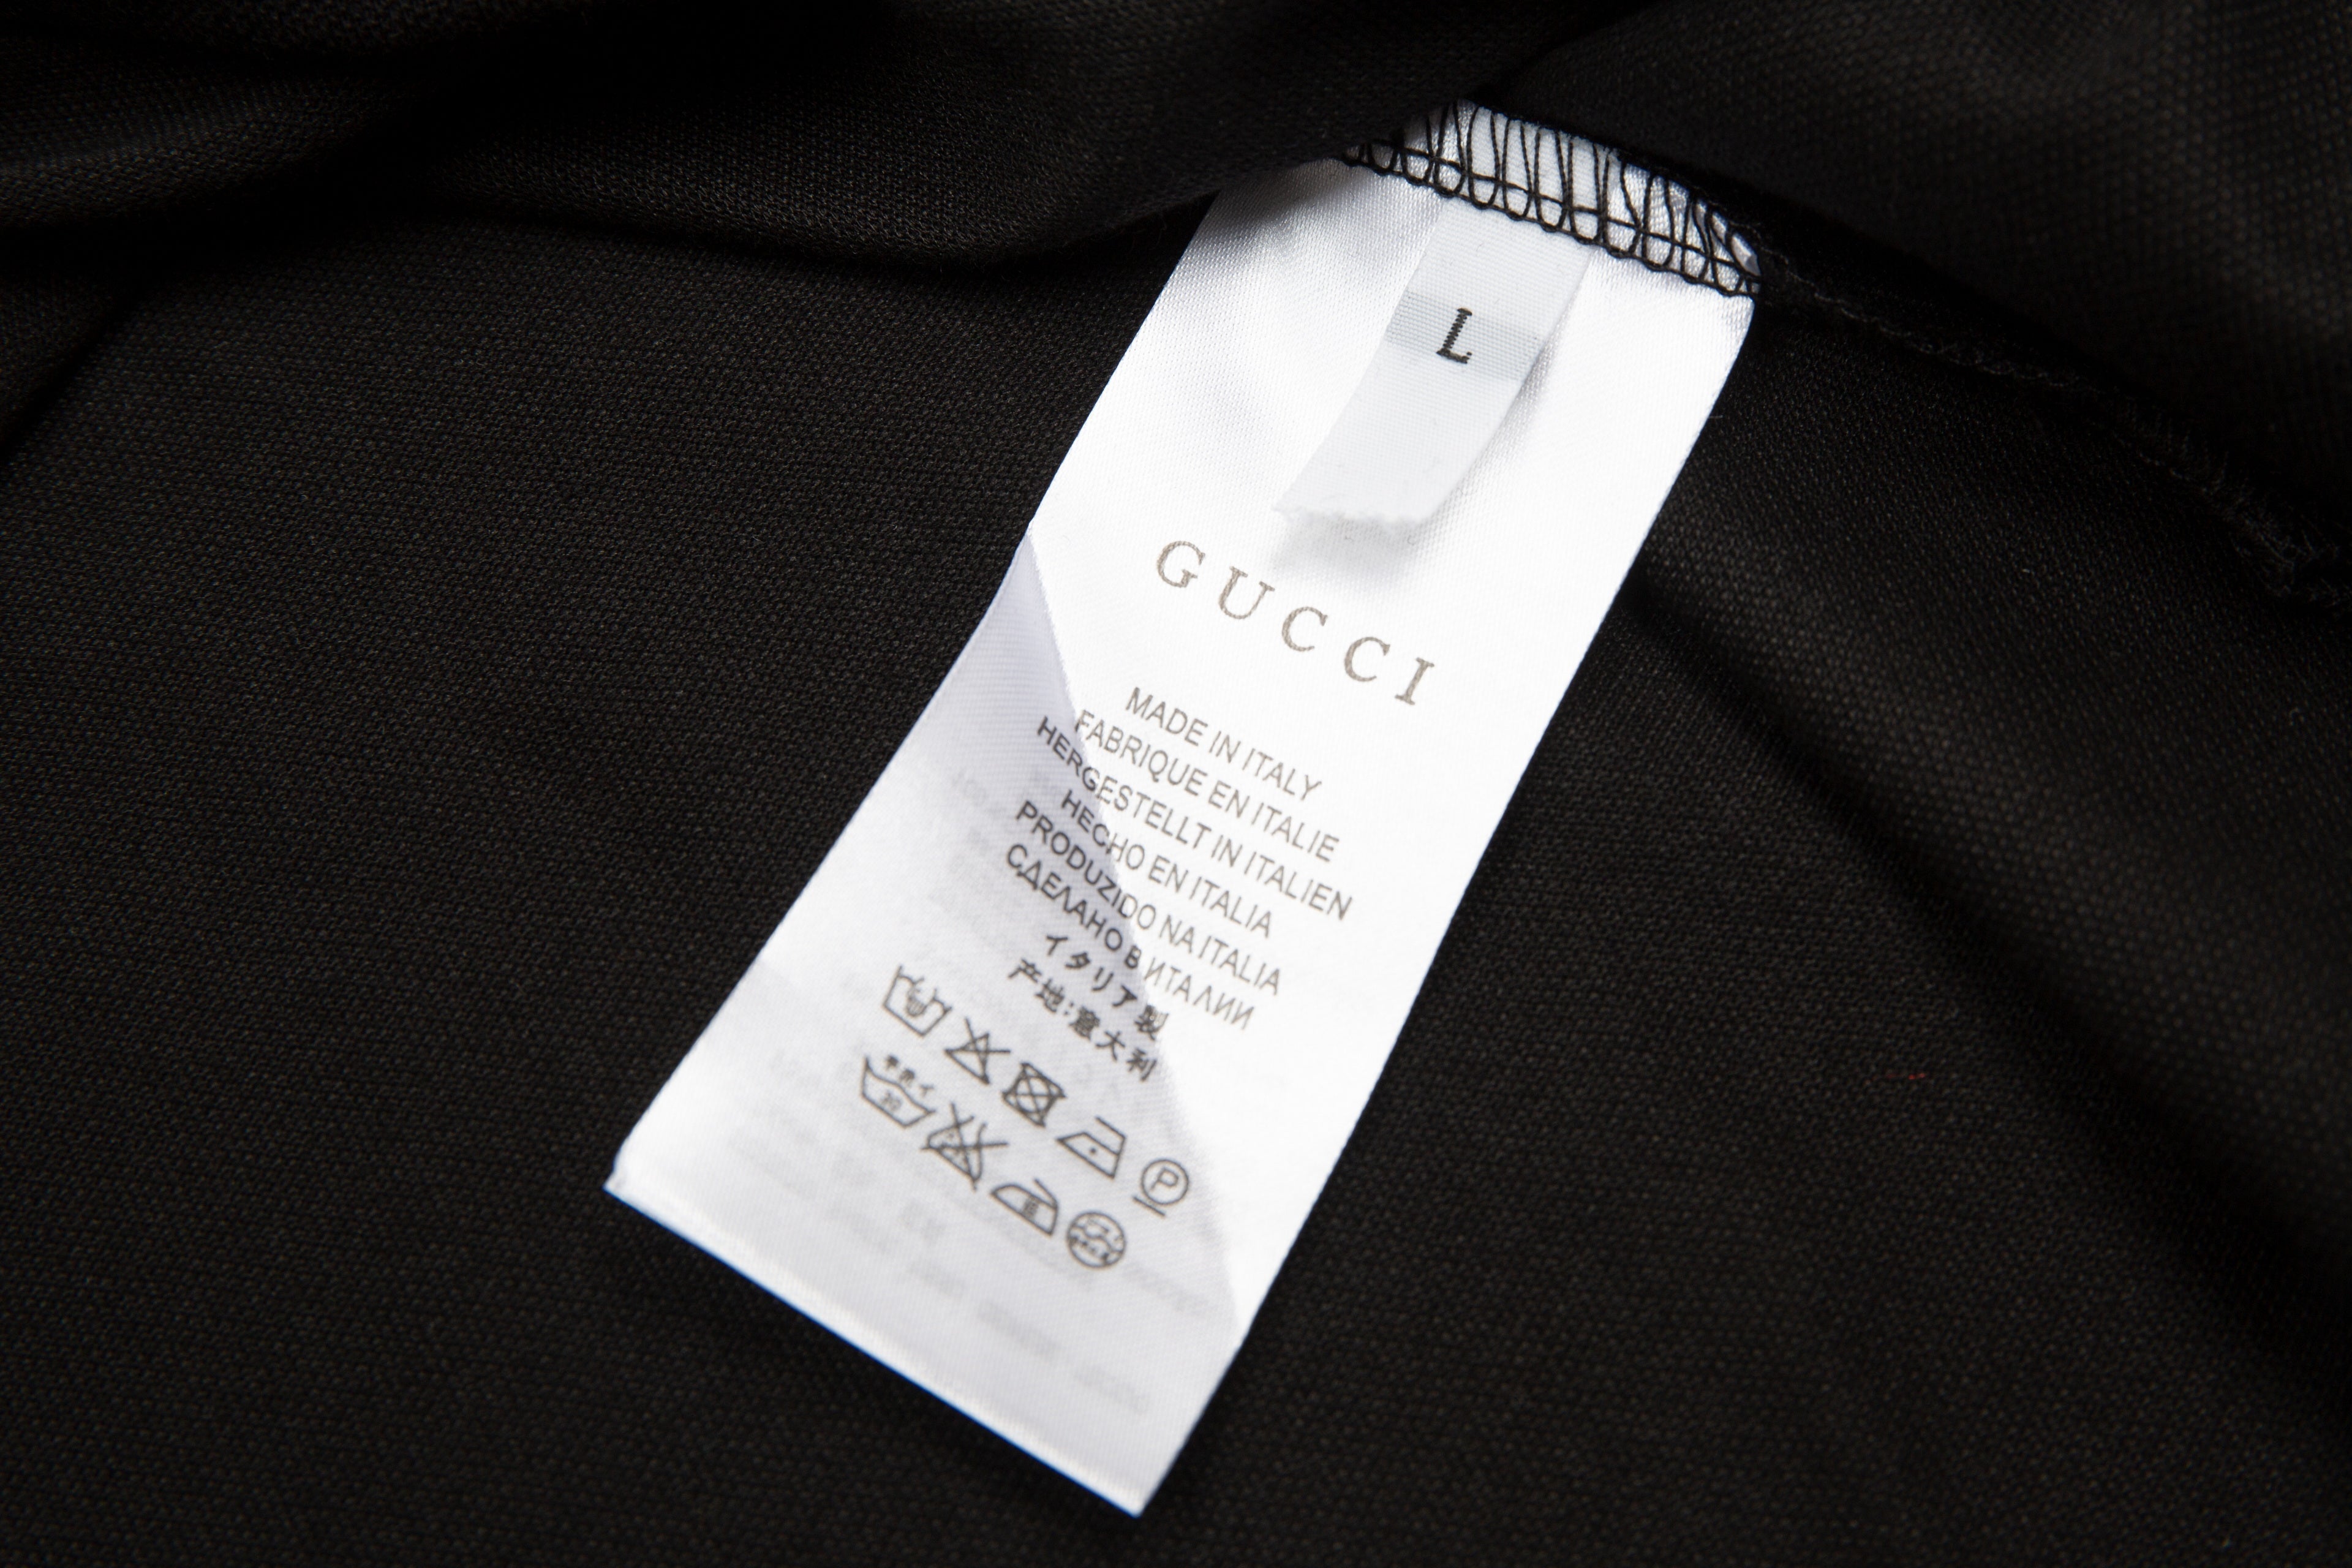 L
GUCCI
MADE IN ITALY
FABRIQUE EN ITALIE
HERGESTELLT IN ITALIEN
HECHO EN ITALIA
PRODUZIDO NA ITALIA
СДЕЛАНО В ИТАЛИИ
イタリア製
产地:意大利
P
30